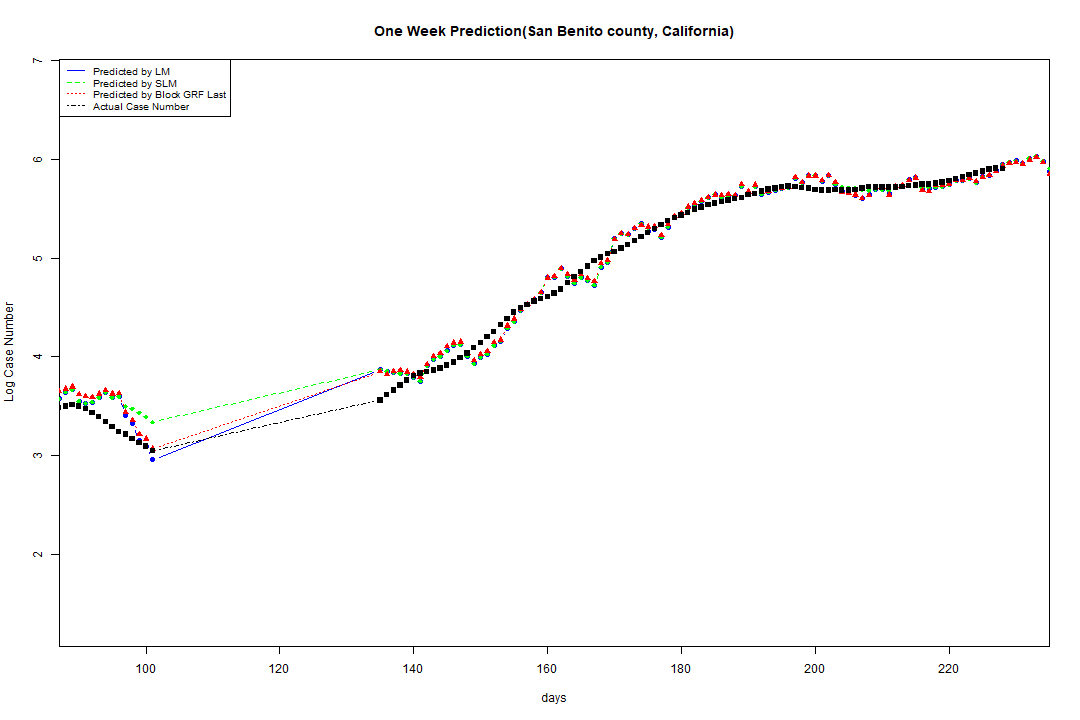 One Week Prediction(San Benito county, California)
Predicted by LM
Predicted by SLM
Predicted by Block GRF Last
Actual Case Number
7
6
5
4
3
2
Log Case Number
100 120 140 160 180 200 220
days